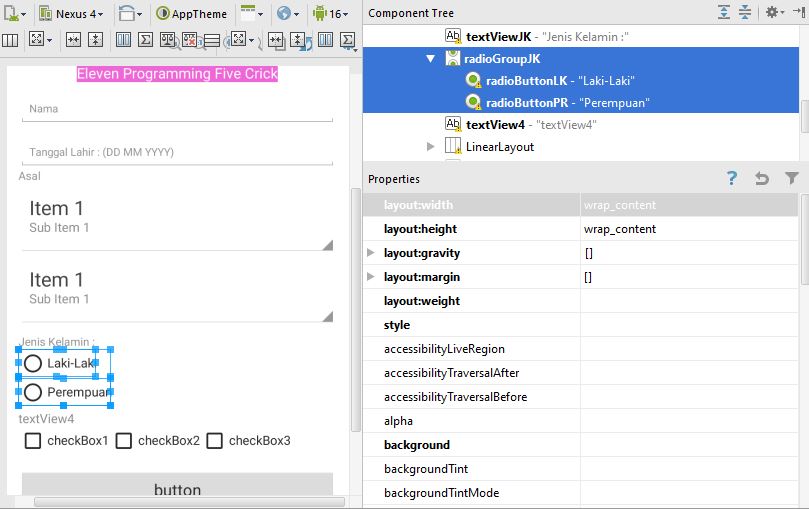 Nexus 4
AppTheme
16
Eleven Programming Five Crick
Nama
Tanggal Lahir : (DD MM YYYY)
Asal
Item 1
Sub Item 1
Item 1
Sub Item 1
Jenis Kelamin :
Laki-Lak
Perempuan
textView4
checkBox1 checkBox2 checkBox3
button
Component Tree
Ab textViewJK - "Jenis Kelamin :"
radioGroupJK
radioButtonLK - "Laki-Laki"
radioButtonPR - "Perempuan"
Ab textView4 - "textView4"
LinearLayout
Properties ?
layout:width wrap_content
layout:height wrap_content
layout:gravity []
layout:margin []
layout:weight
style
accessibilityLiveRegion
accessibilityTraversalAfter
accessibilityTraversalBefore
alpha
background
backgroundTint
backgroundTintMode